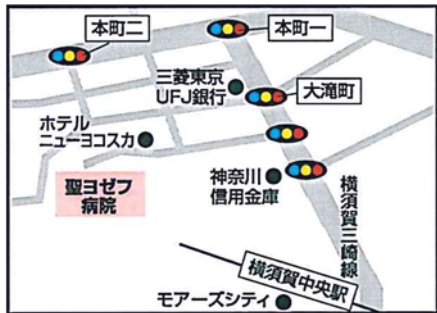 本町二
本町一
三菱東京
UFJ銀行
大滝町
ホテル
ニューヨコスカ
聖ヨゼフ
病院
神奈川
信用金庫
横須賀三崎線
横須賀中央駅
モアーズシティ